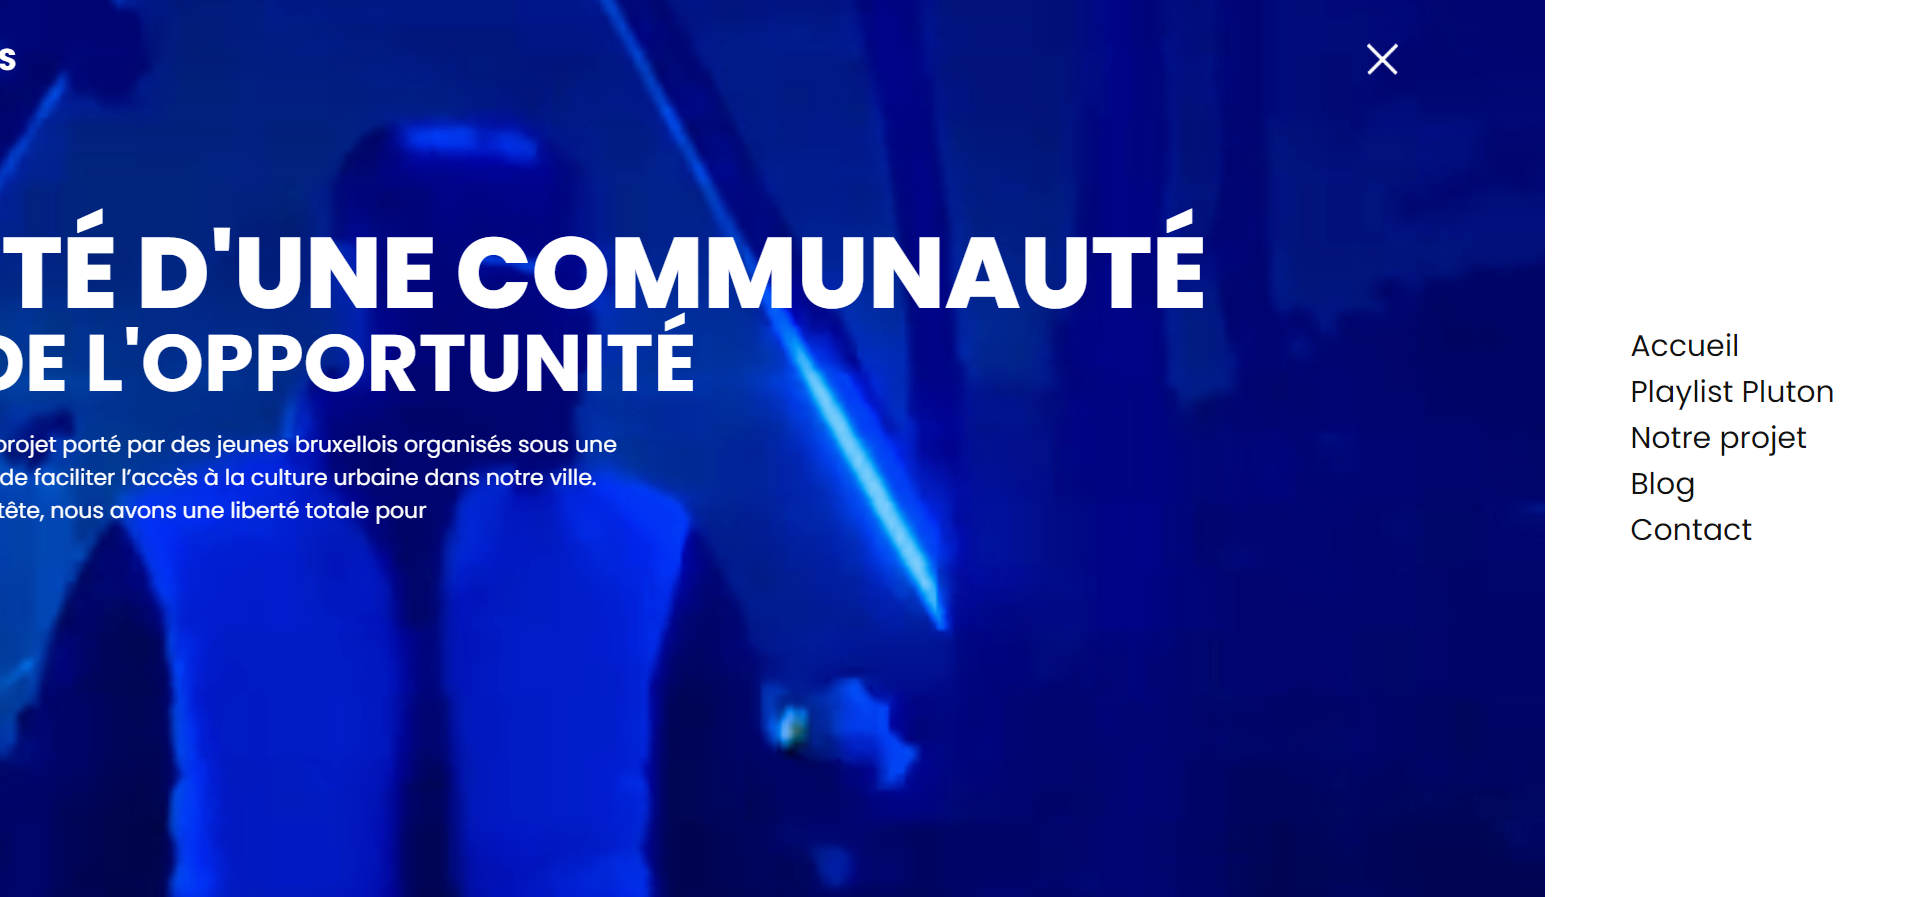 S
TÉ D'UNE COMMUNAUTÉ
DE L'OPPORTUNITÉ
projet porté par des jeunes bruxellois organisés sous une
de faciliter l’accès à la culture urbaine dans notre ville.
tête, nous avons une liberté totale pour
Accueil
Playlist Pluton
Notre projet
Blog
Contact